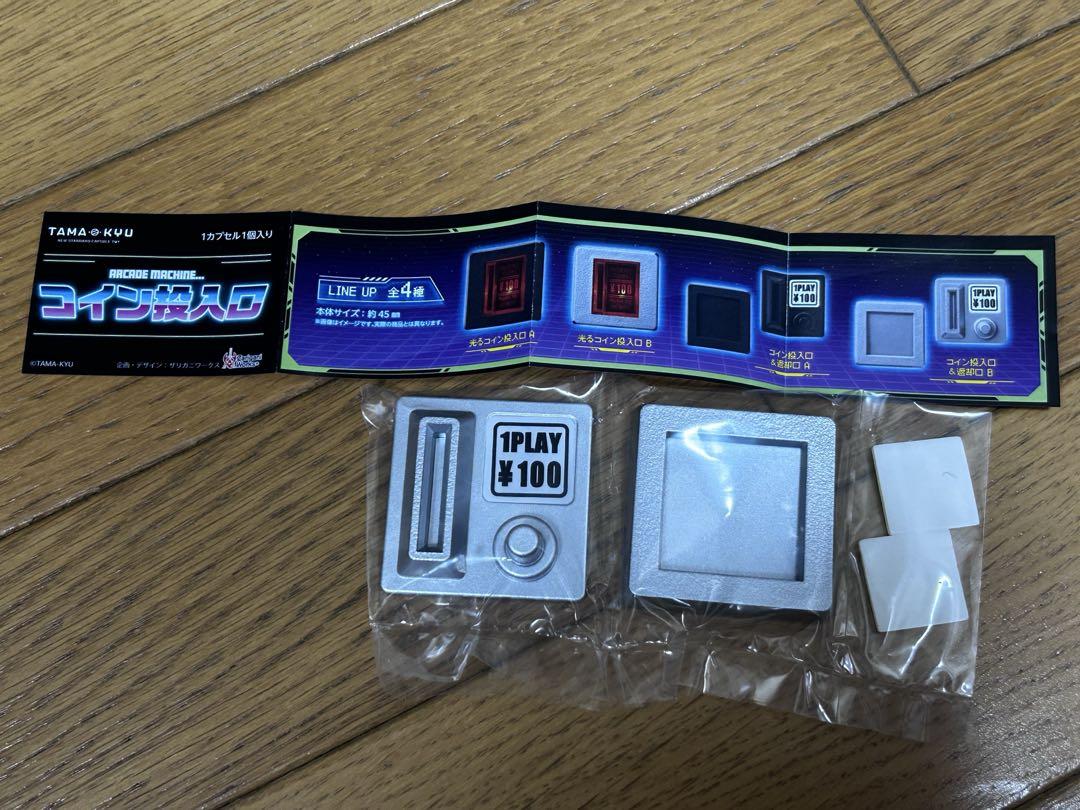 TAMA-KYU
NEW STANDARD CAPSULE TOY
1カプセル1個入り
ARCADE MACHINE...
コイン投入口
©TAMA-KYU
企画・デザイン：ザリガニワークス
Zarigani Works
LINE UP 全4種
本体サイズ：約45㎜
※画像はイメージです。実際の商品とは異なります。
¥100
光るコイン投入口 A
¥100
光るコイン投入口 B
1PLAY
¥100
コイン投入口
&返却口 A
1PLAY
¥100
コイン投入口
&返却口 B
1PLAY
¥100